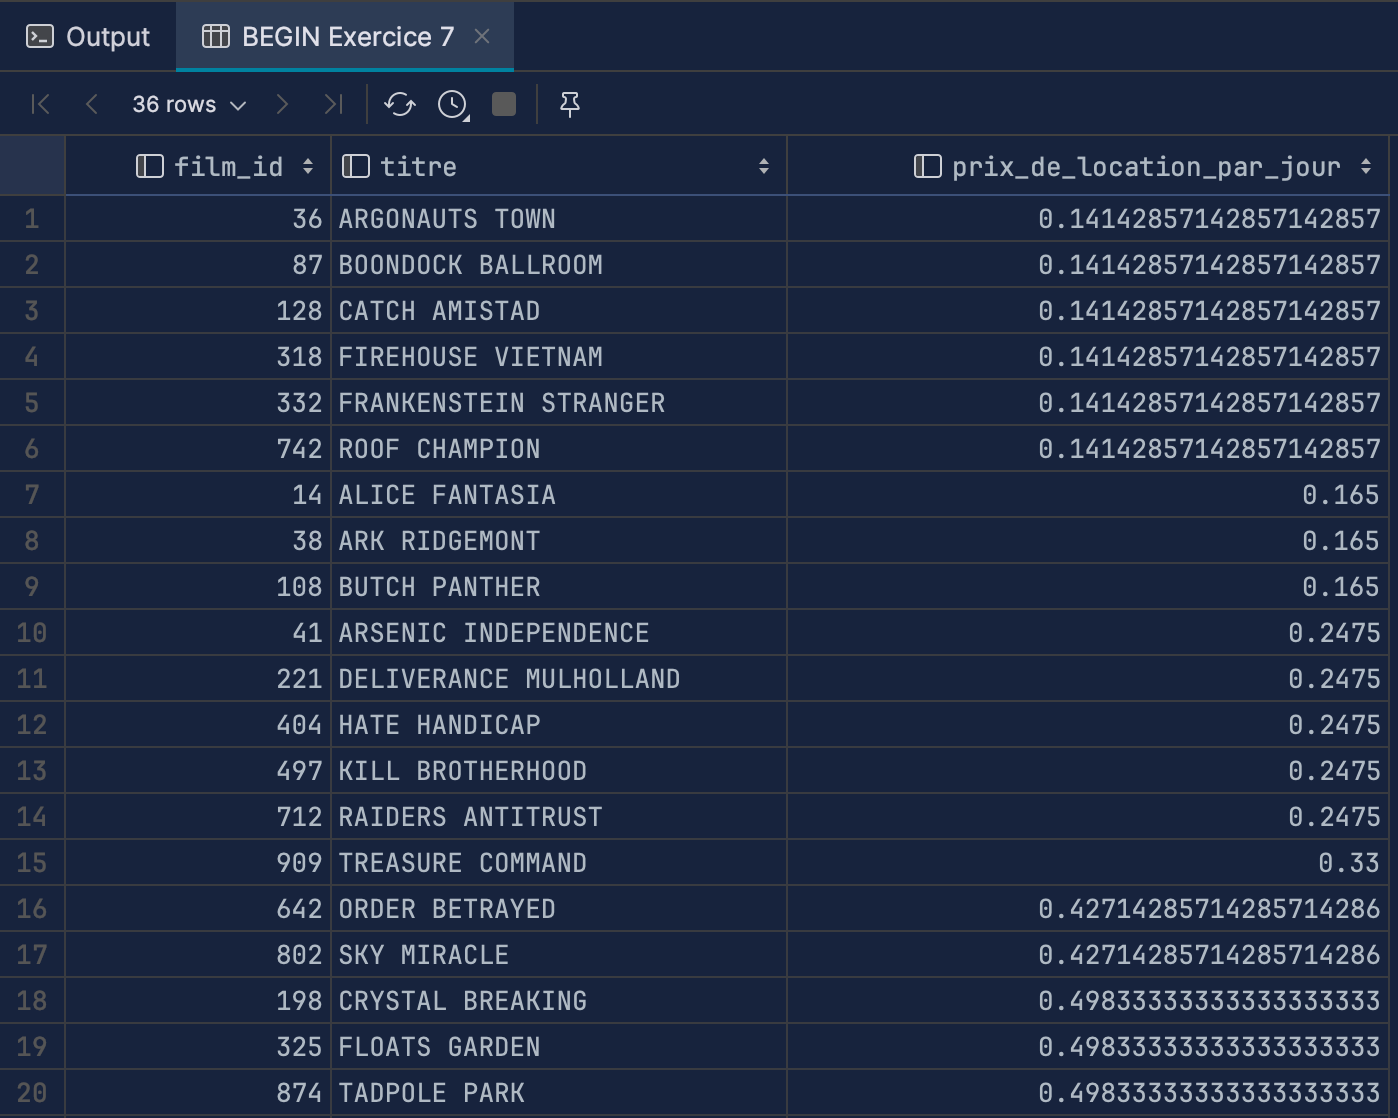 Output BEGIN Exercice 7
36 rows
film_id titre prix_de_location_par_jour
1 36 ARGONAUTS TOWN 0.14142857142857142857
2 87 BOONDOCK BALLROOM 0.14142857142857142857
3 128 CATCH AMISTAD 0.14142857142857142857
4 318 FIREHOUSE VIETNAM 0.14142857142857142857
5 332 FRANKENSTEIN STRANGER 0.14142857142857142857
6 742 ROOF CHAMPION 0.14142857142857142857
7 14 ALICE FANTASIA 0.165
8 38 ARK RIDGEMONT 0.165
9 108 BUTCH PANTHER 0.165
10 41 ARSENIC INDEPENDENCE 0.2475
11 221 DELIVERANCE MULHOLLAND 0.2475
12 404 HATE HANDICAP 0.2475
13 497 KILL BROTHERHOOD 0.2475
14 712 RAIDERS ANTITRUST 0.2475
15 909 TREASURE COMMAND 0.33
16 642 ORDER BETRAYED 0.42714285714285714286
17 802 SKY MIRACLE 0.42714285714285714286
18 198 CRYSTAL BREAKING 0.49833333333333333333
19 325 FLOATS GARDEN 0.49833333333333333333
20 874 TADPOLE PARK 0.49833333333333333333